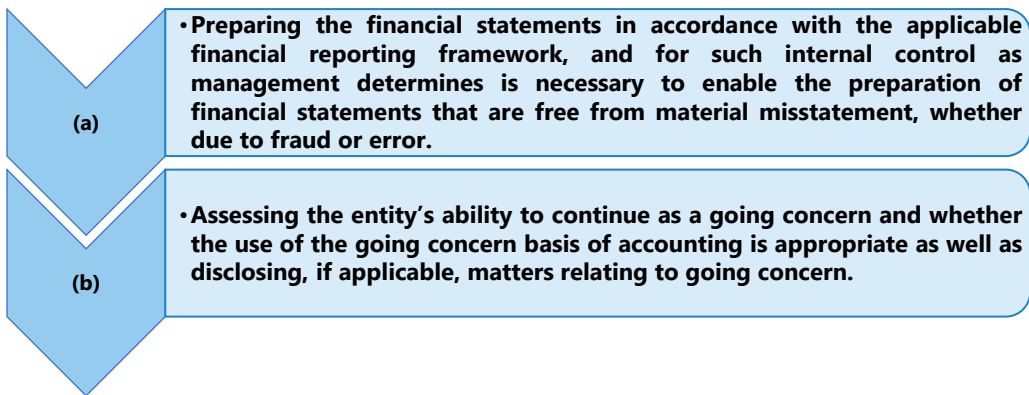 •Preparing the financial statements in accordance with the applicable
financial reporting framework, and for such internal control as
management determines is necessary to enable the preparation of
financial statements that are free from material misstatement, whether
due to fraud or error.
(a)
•Assessing the entity’s ability to continue as a going concern and whether
the use of the going concern basis of accounting is appropriate as well as
disclosing, if applicable, matters relating to going concern.
(b)